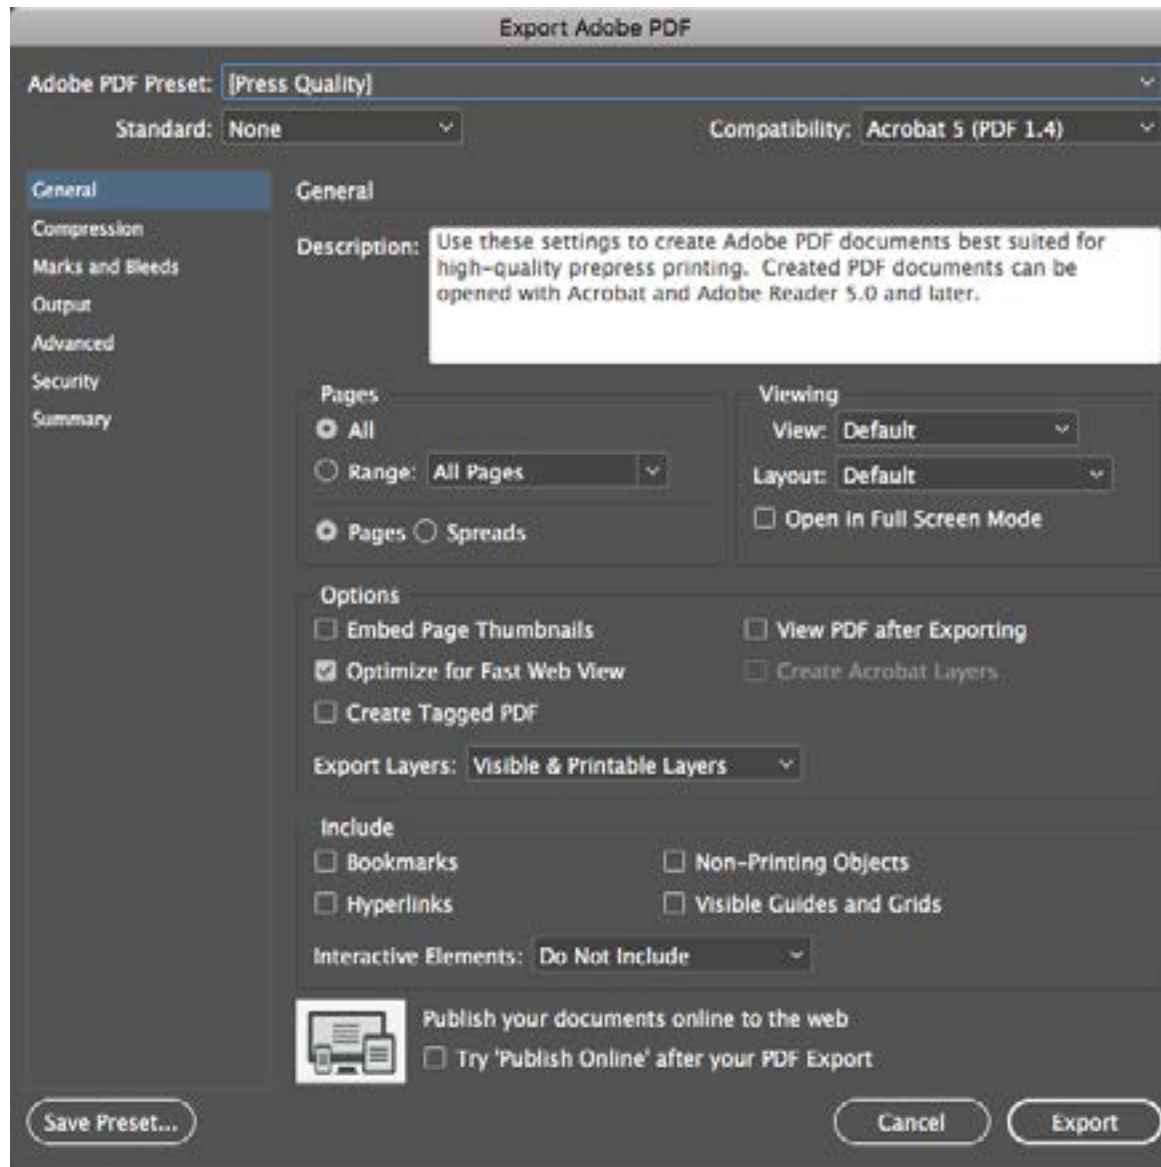 Export Adobe PDF
Adobe PDF Preset: [Press Quality]
Standard: None Compatibility: Acrobat 5 (PDF 1.4)
General
Compression
Marks and Bleeds
Output
Advanced
Security
Summary
General
Description: Use these settings to create Adobe PDF documents best suited for
high-quality prepress printing. Created PDF documents can be
opened with Acrobat and Adobe Reader 5.0 and later.
Pages
All
Range: All Pages
Pages Spreads
Viewing
View: Default
Layout: Default
Open in Full Screen Mode
Options
Embed Page Thumbnails View PDF after Exporting
Optimize for Fast Web View Create Acrobat Layers
Create Tagged PDF
Export Layers: Visible & Printable Layers
Include
Bookmarks Non-Printing Objects
Hyperlinks Visible Guides and Grids
Interactive Elements: Do Not Include
Publish your documents online to the web
Try 'Publish Online' after your PDF Export
Save Preset... Cancel Export